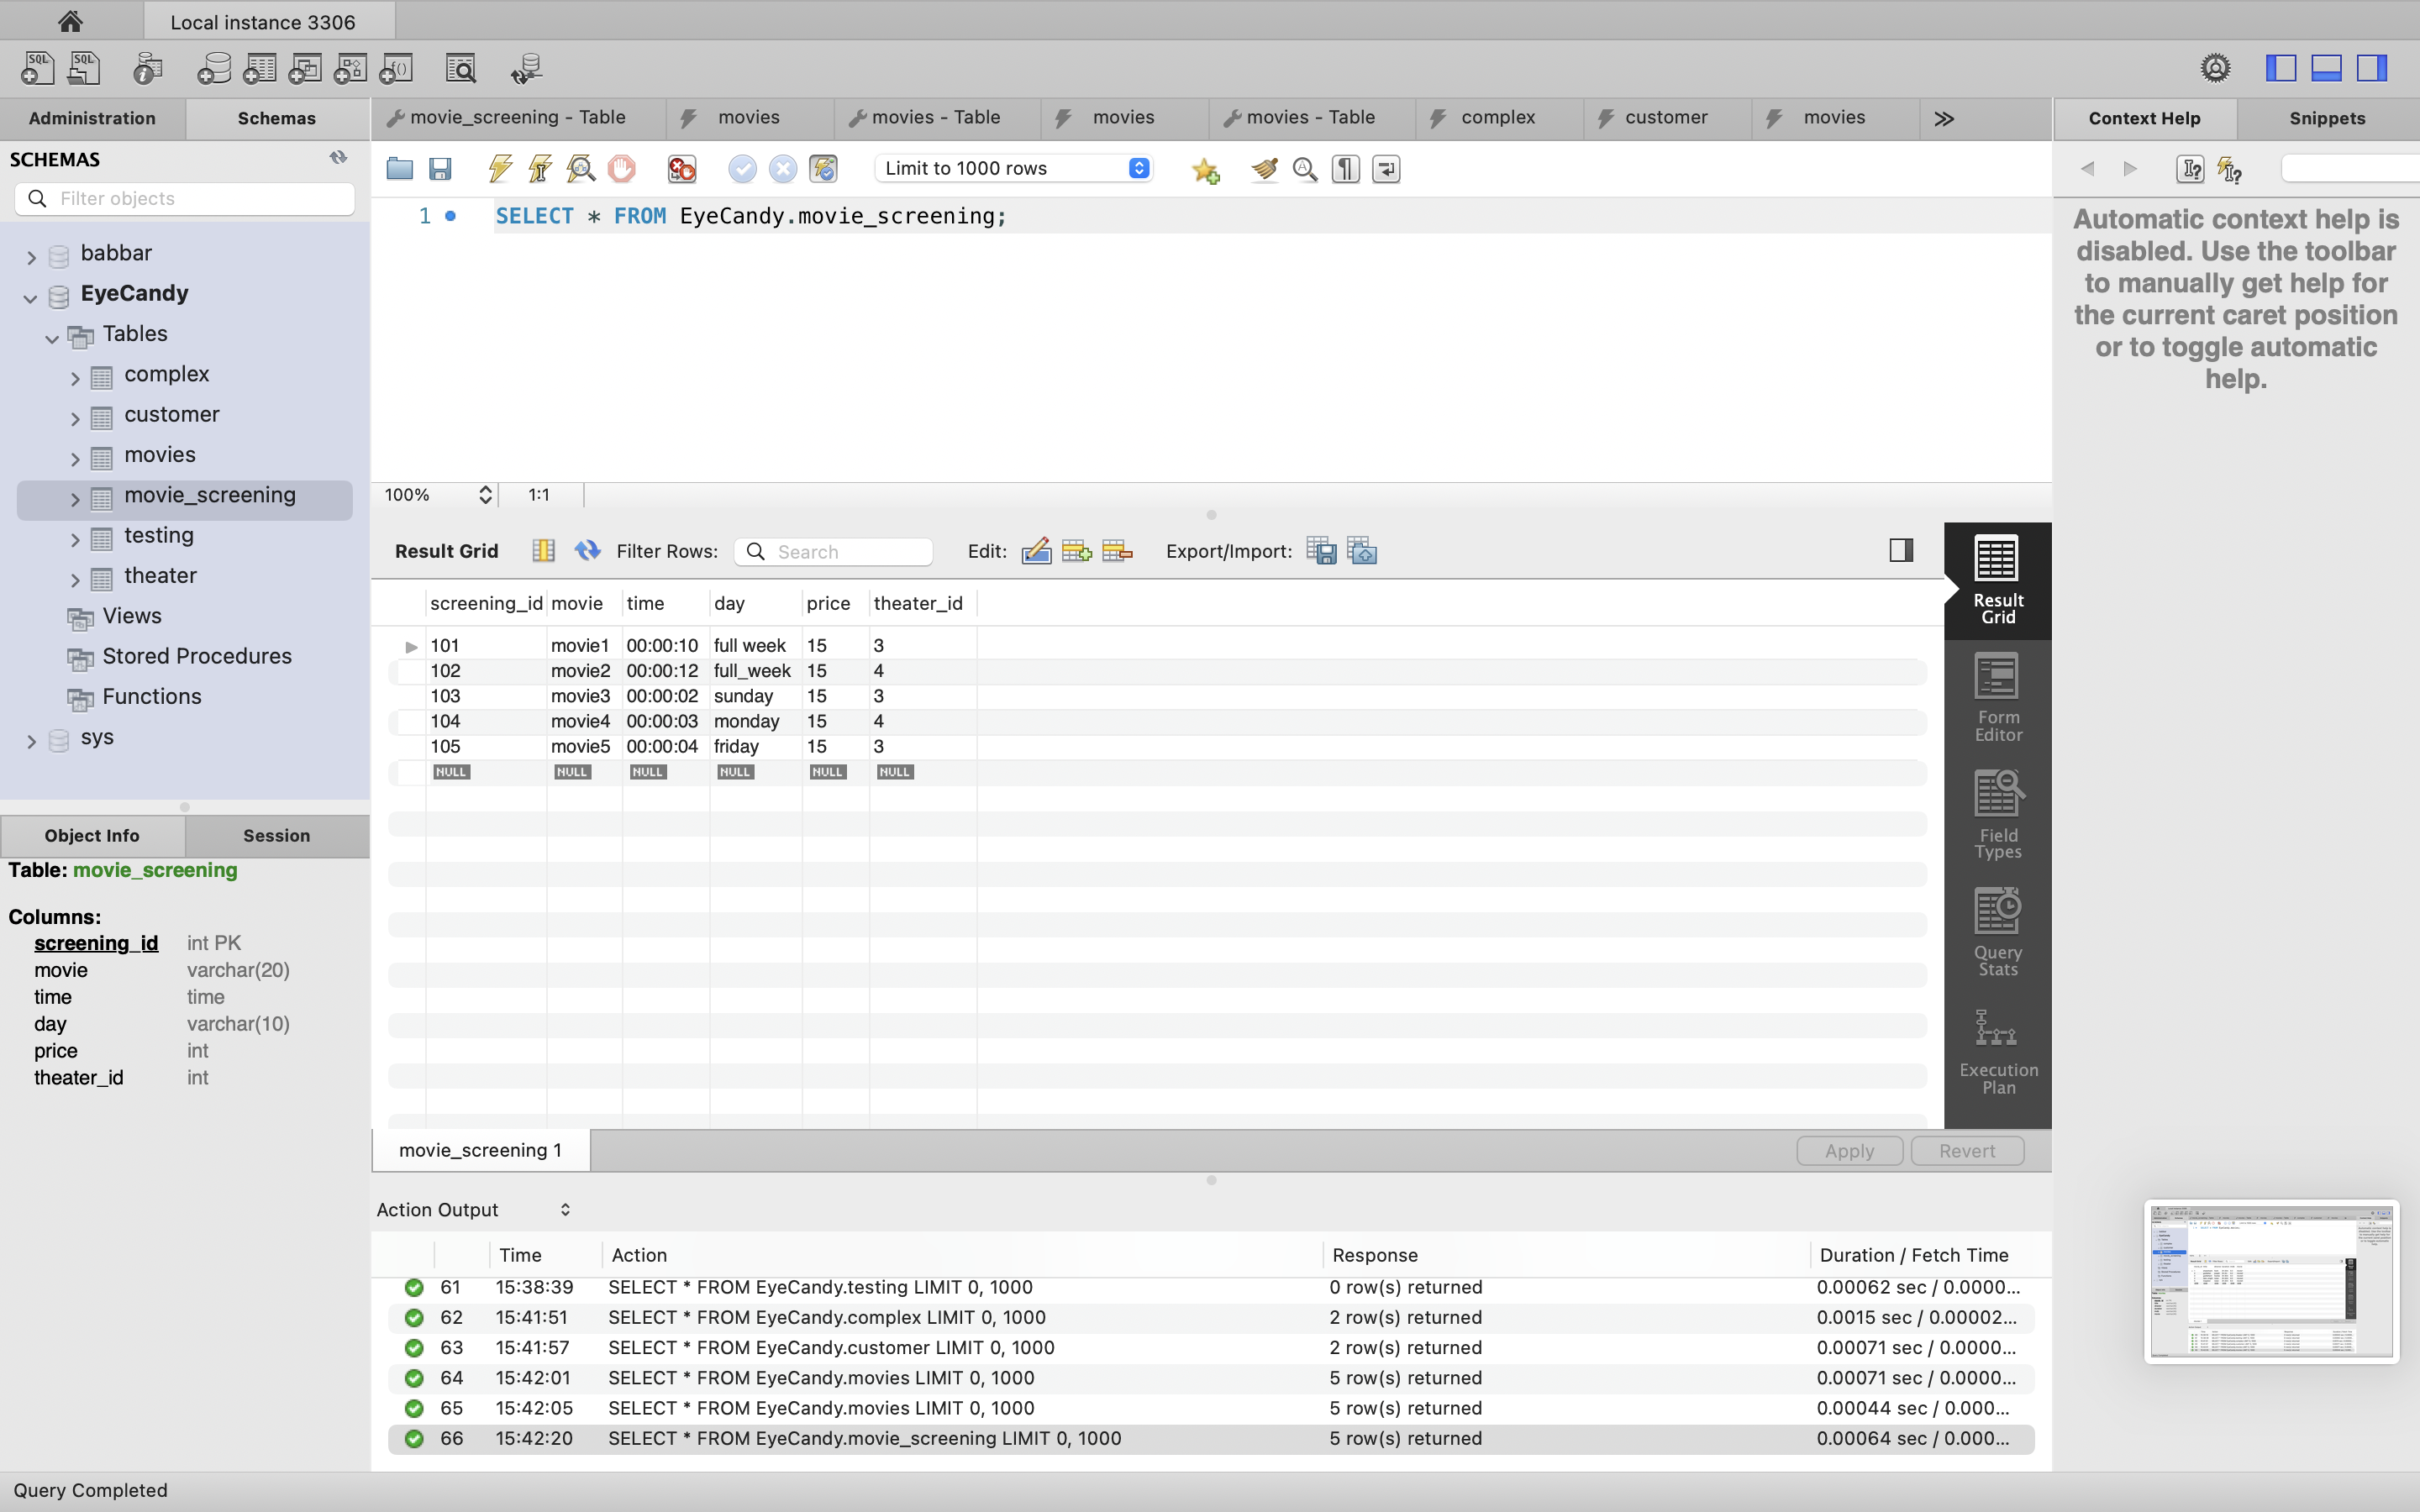 Local instance 3306
Administration
Schemas
movie_screening - Table
movies
movies - Table
movies
movies - Table
complex
customer
movies
Context Help
Snippets
SCHEMAS
Filter objects
Limit to 1000 rows
1 SELECT * FROM EyeCandy.movie_screening;
Automatic context help is
disabled. Use the toolbar
to manually get help for
the current caret position
or to toggle automatic
help.
babbar
EyeCandy
Tables
complex
customer
movies
movie_screening
testing
theater
Views
Stored Procedures
Functions
sys
100% 1:1
Result Grid Filter Rows: Search Edit: Export/Import:
screening_id movie time day price theater_id
101 movie1 00:00:10 full week 15 3
102 movie2 00:00:12 full_week 15 4
103 movie3 00:00:02 sunday 15 3
104 movie4 00:00:03 monday 15 4
105 movie5 00:00:04 friday 15 3
NULL NULL NULL NULL NULL NULL
Result
Grid
Form
Editor
Field
Types
Query
Stats
Execution
Plan
Object Info
Session
Table: movie_screening
Columns:
screening_id int PK
movie varchar(20)
time time
day varchar(10)
price int
theater_id int
movie_screening 1
Apply
Revert
Action Output
Time Action Response Duration / Fetch Time
61 15:38:39 SELECT * FROM EyeCandy.testing LIMIT 0, 1000 0 row(s) returned 0.00062 sec / 0.0000...
62 15:41:51 SELECT * FROM EyeCandy.complex LIMIT 0, 1000 2 row(s) returned 0.0015 sec / 0.00002...
63 15:41:57 SELECT * FROM EyeCandy.customer LIMIT 0, 1000 2 row(s) returned 0.00071 sec / 0.0000...
64 15:42:01 SELECT * FROM EyeCandy.movies LIMIT 0, 1000 5 row(s) returned 0.00071 sec / 0.0000...
65 15:42:05 SELECT * FROM EyeCandy.movies LIMIT 0, 1000 5 row(s) returned 0.00044 sec / 0.000...
66 15:42:20 SELECT * FROM EyeCandy.movie_screening LIMIT 0, 1000 5 row(s) returned 0.00064 sec / 0.000...
Query Completed